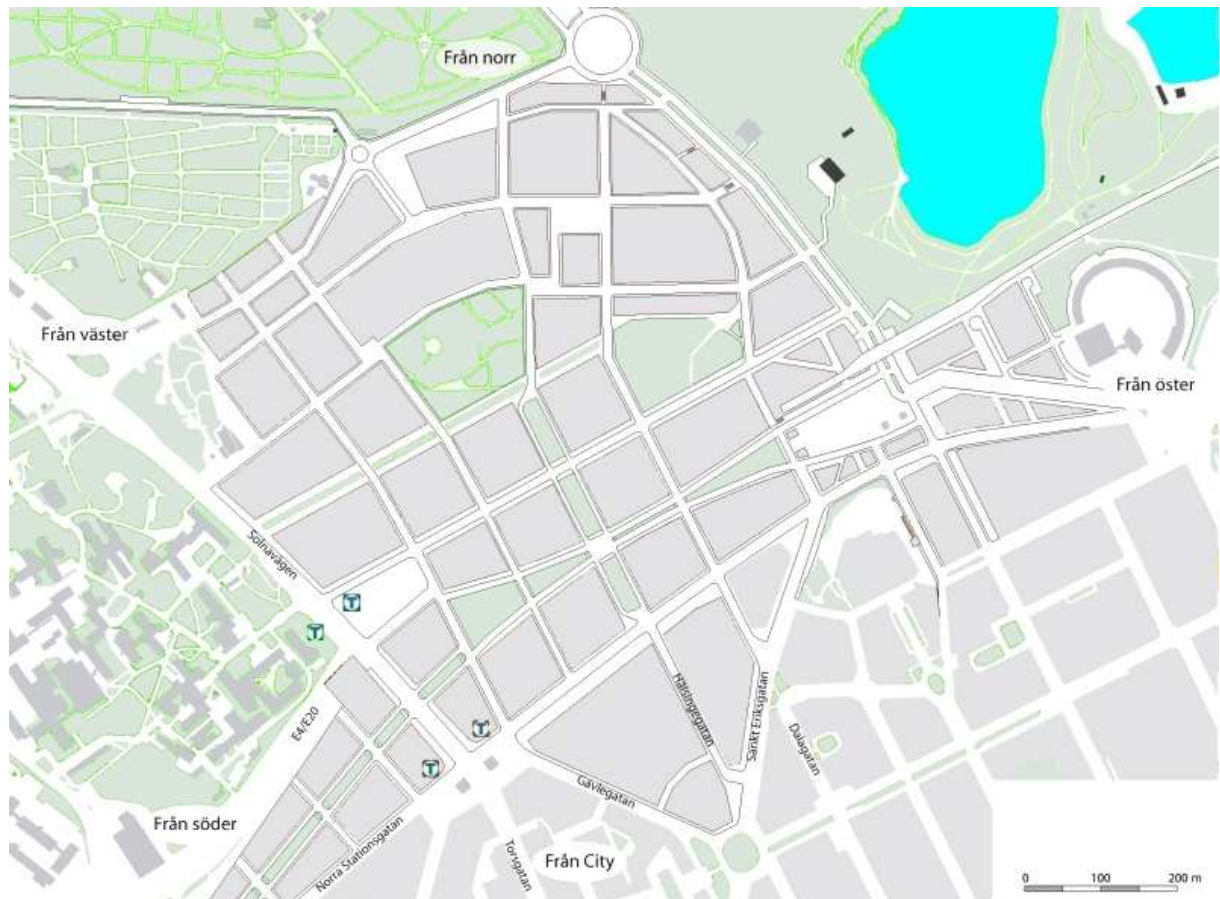 Från norr
Från väster
Från öster
Solnavägen
T
T
E4/E20
Hälsingegatan
Sankt Eriksgatan
Dalagatan
T
T
Gävlegatan
Från söder
Norra Stationsgatan
Torsgatan
Från City
0 100 200 m